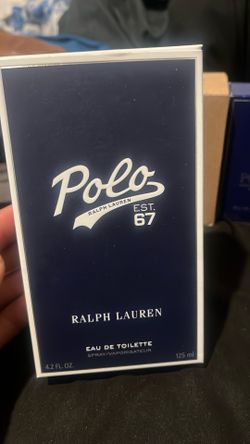 Polo
RALPH LAUREN
EST.
67
RALPH LAUREN
EAU DE TOILETTE
SPRAY/VAPORISATEUR
4.2 FL. OZ.
125 ml